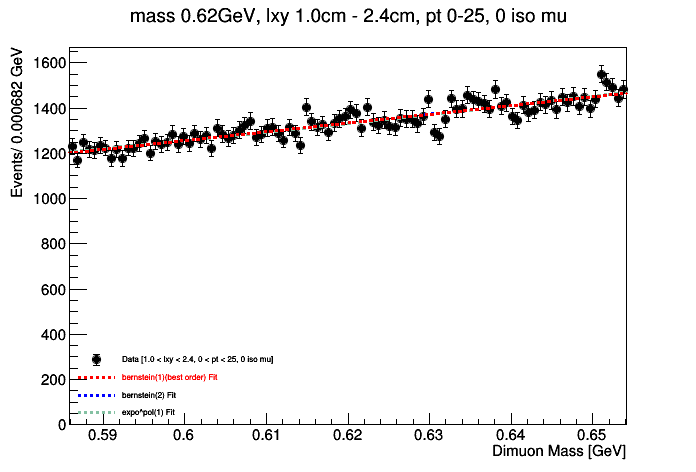 mass 0.62GeV, lxy 1.0cm - 2.4cm, pt 0-25, 0 iso mu
Events/ 0.000682 GeV
1600
1400
1200
1000
800
600
400
200
0
Data [1.0 < lxy < 2.4, 0 < pt < 25, 0 iso mu]
bernstein(1)(best order) Fit
bernstein(2) Fit
expo^pol(1) Fit
0.59 0.6 0.61 0.62 0.63 0.64 0.65
Dimuon Mass [GeV]